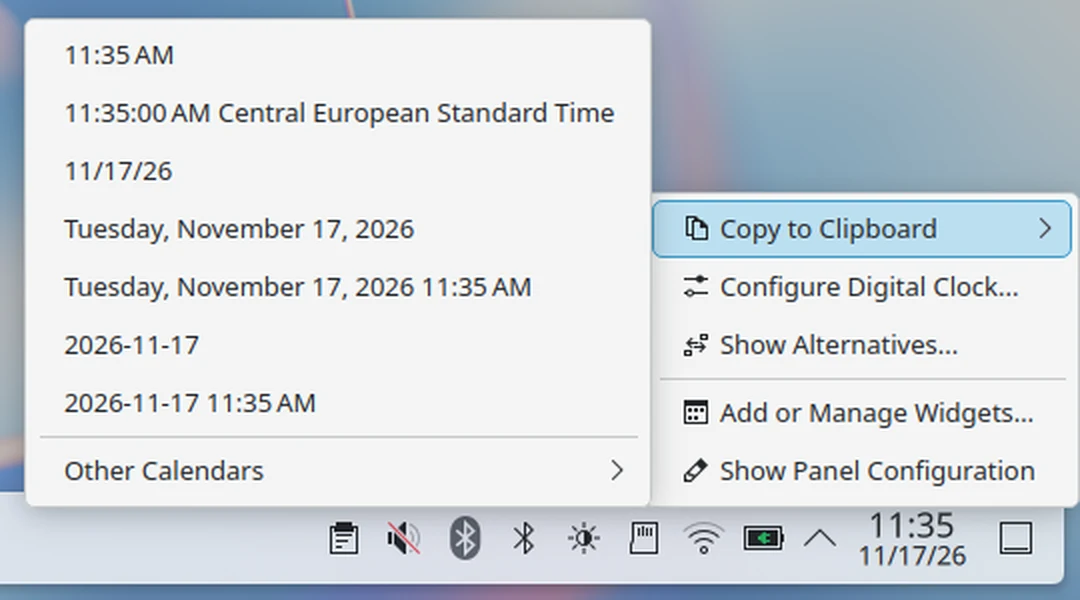 11:35 AM
11:35:00 AM Central European Standard Time
11/17/26
Tuesday, November 17, 2026
Tuesday, November 17, 2026 11:35 AM
2026-11-17
2026-11-17 11:35 AM
Other Calendars
Copy to Clipboard
Configure Digital Clock...
Show Alternatives...
Add or Manage Widgets...
Show Panel Configuration
11:35
11/17/26